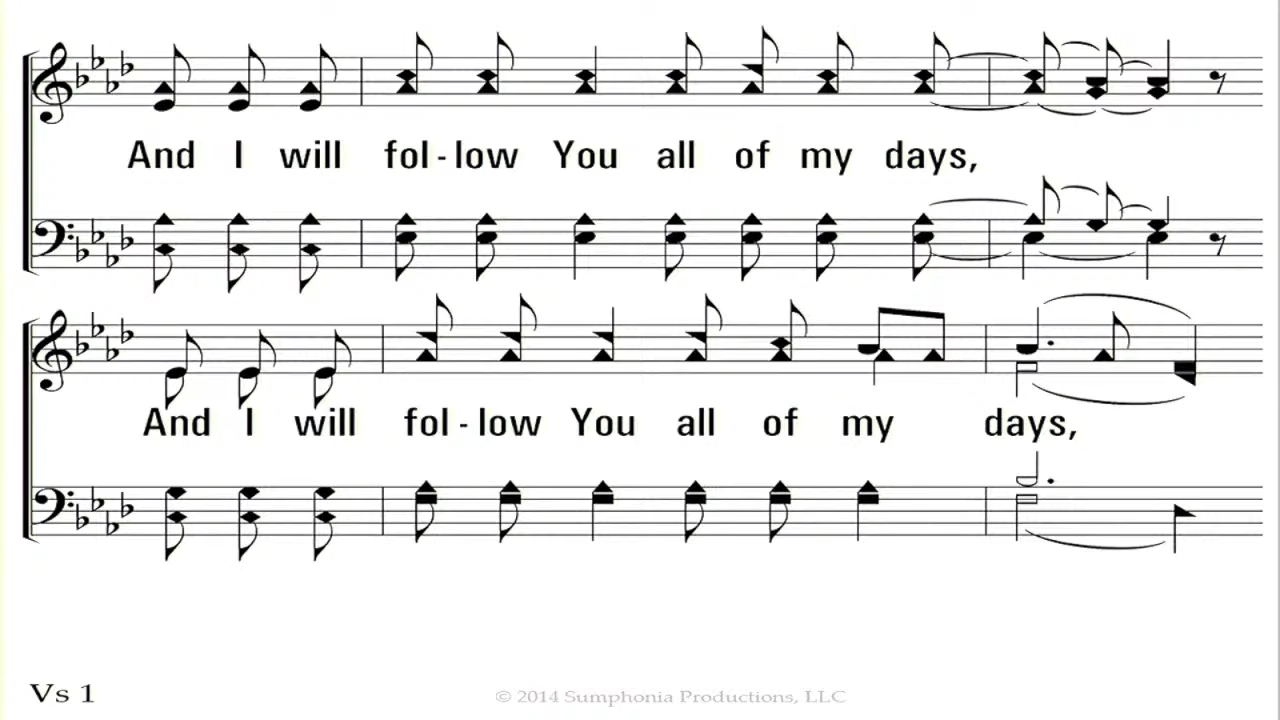 And I will fol - low You all of my days,
And I will fol - low You all of my days,
Vs 1
© 2014 Sumphonia Productions, LLC